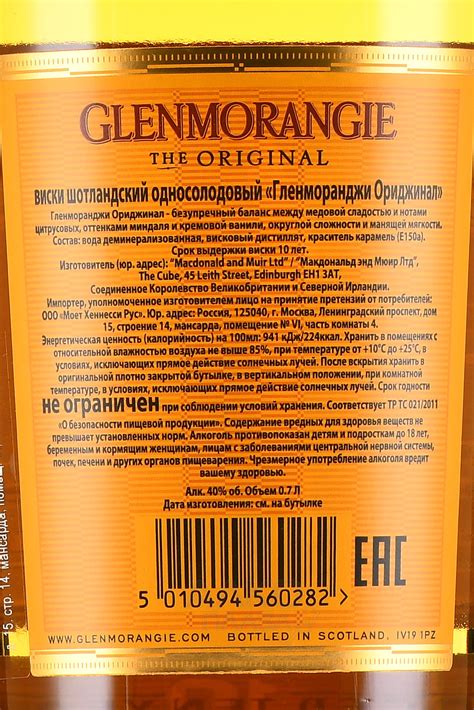 GLENMORANGIE
THE ORIGINAL
виски шотландский односолодовый «Гленморанджи Ориджинал»
Гленморанджи Ориджинал - безупречный баланс между медовой сладостью и нотами
цитрусовых, оттенками миндаля и кремовой ванили, округлой сложности и манящей мягкости.
Состав: вода деминерализованная, висковый дистиллят, краситель карамель (Е150а).
Срок выдержки виски 10 лет.
Изготовитель (юр. адрес): "Macdonald and Muir Ltd" / "Макдональд энд Мюир Лтд",
The Cube, 45 Leith Street, Edinburgh EH1 3AT,
Соединенное Королевство Великобритании и Северной Ирландии.
Импортер, уполномоченное изготовителем лицо на принятие претензий от потребителей:
ООО «Моет Хеннесси Рус». Юр. адрес: Россия, 125040, г. Москва, Ленинградский проспект, дом
15, строение 14, мансарда, помещение № VI, часть комнаты 4.
Энергетическая ценность (калорийность) на 100мл: 941 кДж/224ккал. Хранить в помещениях с
относительной влажностью воздуха не выше 85%, при температуре от +10°С до +25°С, в
условиях, исключающих прямое действие солнечных лучей. После вскрытия хранить в
оригинальной плотно закрытой бутылке, в вертикальном положении, при комнатной
температуре, в условиях, исключающих прямое действие солнечных лучей. Срок годности
не ограничен при соблюдении условий хранения. Соответствует ТР ТС 021/2011
«О безопасности пищевой продукции». Содержание вредных для здоровья веществ не
превышает установленных норм. Алкоголь противопоказан детям и подросткам до 18 лет,
беременным и кормящим женщинам, лицам с заболеваниями центральной нервной системы,
почек, печени и других органов пищеварения. Чрезмерное употребление алкоголя вредит
вашему здоровью.
Алк. 40% об. Объем 0.7 Л
Дата изготовления: см. на бутылке
5 010494 560282 >
EAC
WWW.GLENMORANGIE.COM BOTTLED IN SCOTLAND, IV19 1PZ
5, стр. 14, мансарда, помещ